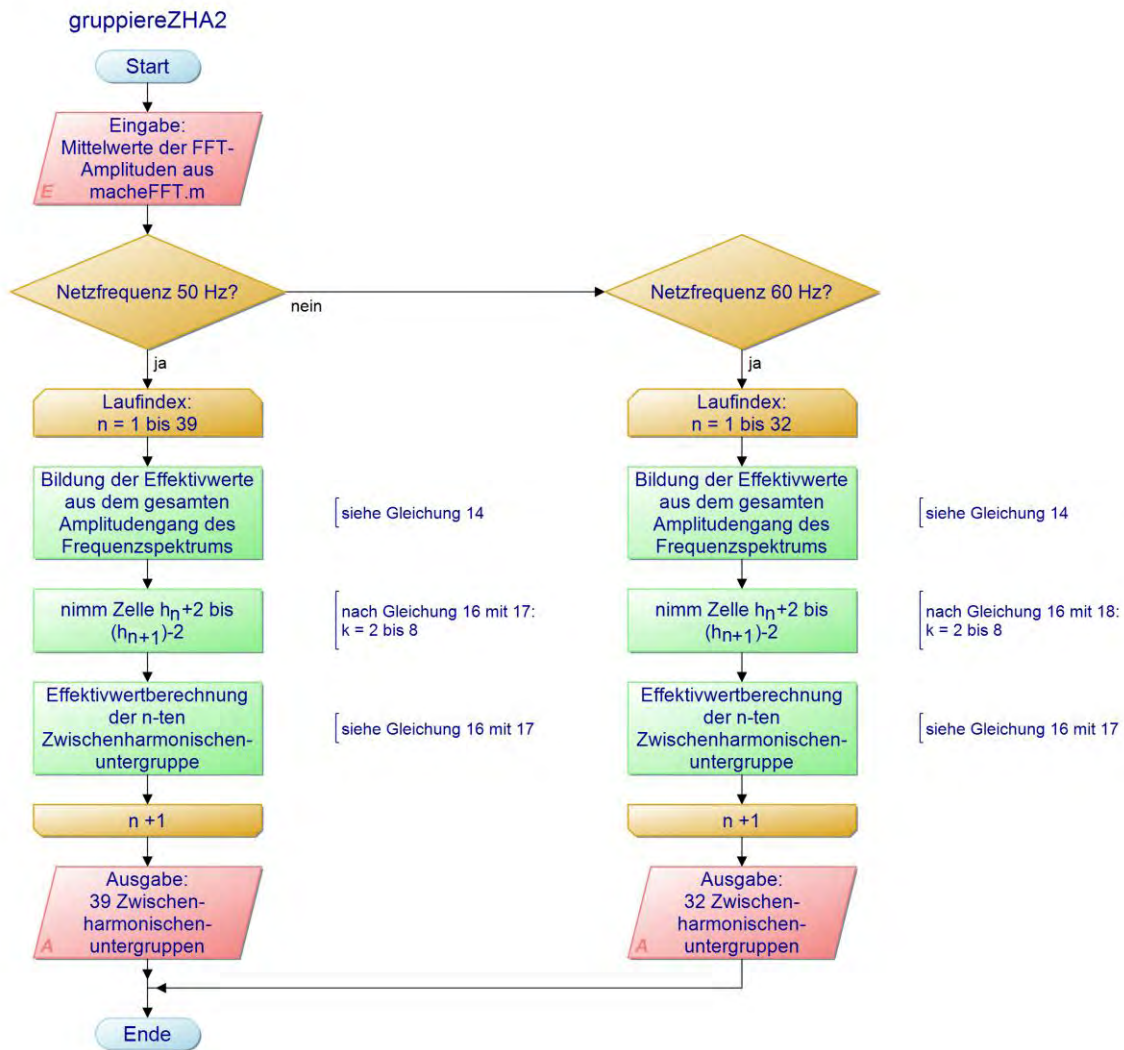 gruppiereZHA2
Start
Eingabe:
Mittelwerte der FFT-
Amplituden aus
macheFFT.m
E
Netzfrequenz 50 Hz?
nein
ja
Laufindex:
n = 1 bis 39
Bildung der Effektivwerte
aus dem gesamten
Amplitudengang des
Frequenzspektrums
siehe Gleichung 14
nimm Zelle hn+2 bis
(hn+1)-2
nach Gleichung 16 mit 17:
k = 2 bis 8
Effektivwertberechnung
der n-ten
Zwischenharmonischen-
untergruppe
siehe Gleichung 16 mit 17
n +1
Ausgabe:
39 Zwischen-
harmonischen-
untergruppen
A
Netzfrequenz 60 Hz?
ja
Laufindex:
n = 1 bis 32
Bildung der Effektivwerte
aus dem gesamten
Amplitudengang des
Frequenzspektrums
siehe Gleichung 14
nimm Zelle hn+2 bis
(hn+1)-2
nach Gleichung 16 mit 18:
k = 2 bis 8
Effektivwertberechnung
der n-ten
Zwischenharmonischen-
untergruppe
siehe Gleichung 16 mit 17
n +1
Ausgabe:
32 Zwischen-
harmonischen-
untergruppen
A
Ende